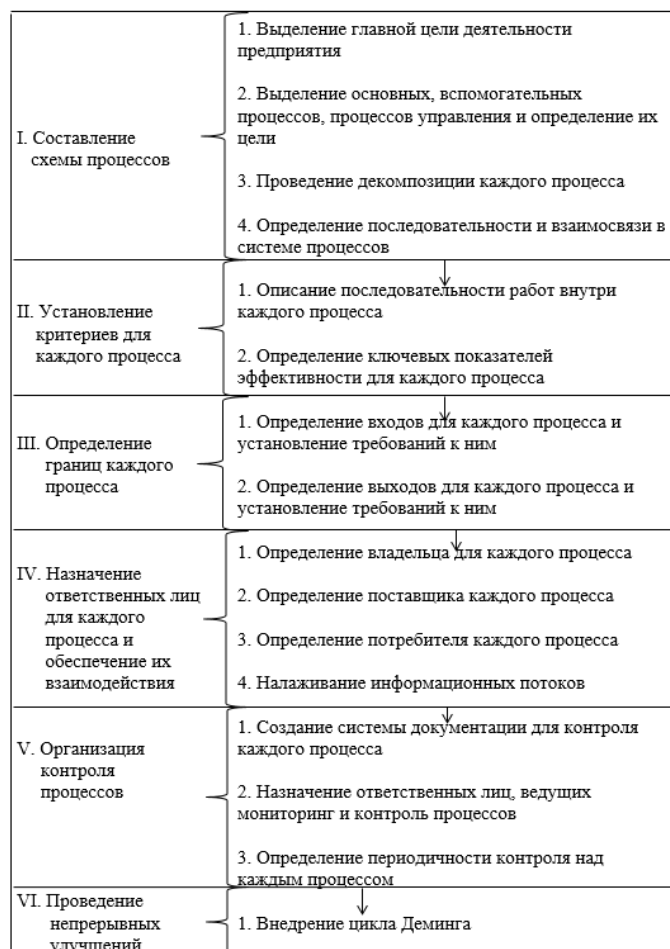 I. Составление
схемы процессов
1. Выделение главной цели деятельности
предприятия
2. Выделение основных, вспомогательных
процессов, процессов управления и определение их
цели
3. Проведение декомпозиции каждого процесса
4. Определение последовательности и взаимосвязи в
системе процессов
II. Установление
критериев для
каждого процесса
1. Описание последовательности работ внутри
каждого процесса
2. Определение ключевых показателей
эффективности для каждого процесса
III. Определение
границ каждого
процесса
1. Определение входов для каждого процесса и
установление требований к ним
2. Определение выходов для каждого процесса и
установление требований к ним
IV. Назначение
ответственных лиц
для каждого
процесса и
обеспечение их
взаимодействия
1. Определение владельца для каждого процесса
2. Определение поставщика каждого процесса
3. Определение потребителя каждого процесса
4. Налаживание информационных потоков
V. Организация
контроля
процессов
1. Создание системы документации для контроля
каждого процесса
2. Назначение ответственных лиц, ведущих
мониторинг и контроль процессов
3. Определение периодичности контроля над
каждым процессом
VI. Проведение
непрерывных
улучшений
1. Внедрение цикла Деминга